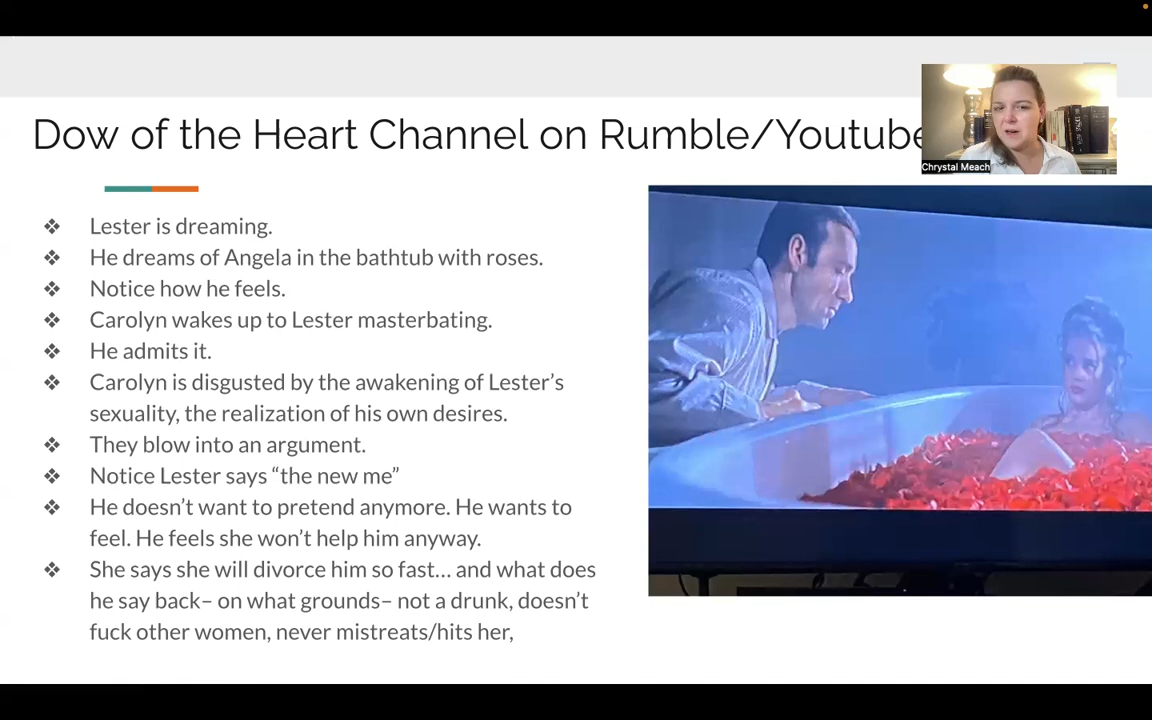 Dow of the Heart Channel on Rumble/Youtube
Chrystal Meach
❖ Lester is dreaming.
❖ He dreams of Angela in the bathtub with roses.
❖ Notice how he feels.
❖ Carolyn wakes up to Lester masterbating.
❖ He admits it.
❖ Carolyn is disgusted by the awakening of Lester’s
sexuality, the realization of his own desires.
❖ They blow into an argument.
❖ Notice Lester says “the new me”
❖ He doesn’t want to pretend anymore. He wants to
feel. He feels she won’t help him anyway.
❖ She says she will divorce him so fast... and what does
he say back– on what grounds– not a drunk, doesn’t
fuck other women, never mistreats/hits her,